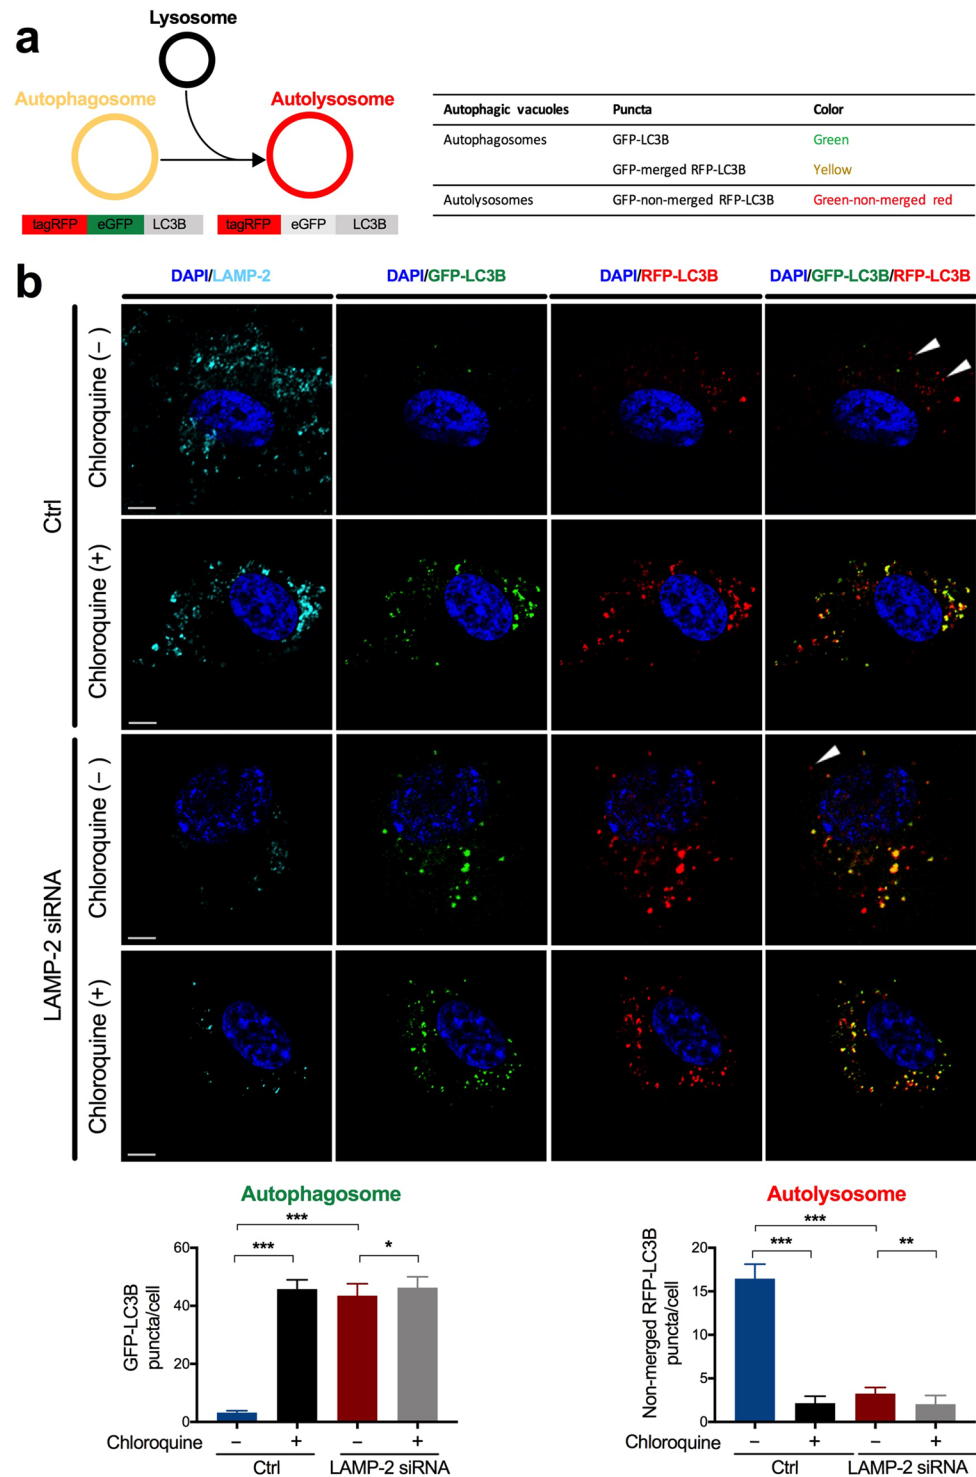 a
Lysosome
Autophagosome
Autolysosome
tagRFP eGFP LC3B
tagRFP eGFP LC3B
Autophagic vacuoles Puncta Color
Autophagosomes GFP-LC3B Green
GFP-merged RFP-LC3B Yellow
Autolysosomes GFP-non-merged RFP-LC3B Green-non-merged red
b
DAPI/LAMP-2 DAPI/GFP-LC3B DAPI/RFP-LC3B DAPI/GFP-LC3B/RFP-LC3B
Ctrl
Chloroquine (−)
Chloroquine (+)
LAMP-2 siRNA
Chloroquine (−)
Chloroquine (+)
Autophagosome
GFP-LC3B
puncta/cell
60
40
20
0
***
***
*
Chloroquine − + − +
Ctrl LAMP-2 siRNA
Autolysosome
Non-merged RFP-LC3B
puncta/cell
20
15
10
5
0
***
***
**
Chloroquine − + − +
Ctrl LAMP-2 siRNA